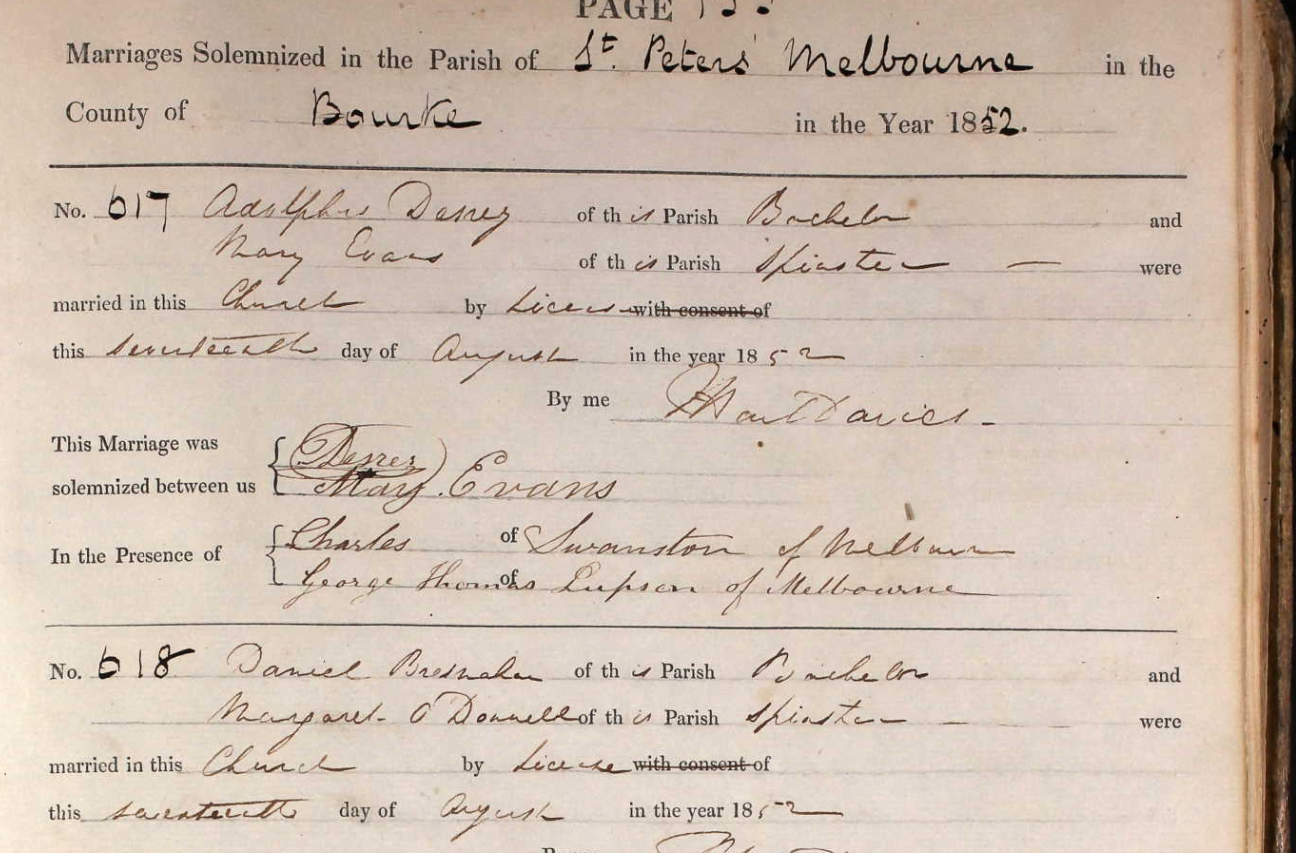 PAGE
Marriages Solemnized in the Parish of St. Peters' Melbourne in the
County of Bourke in the Year 1852.
No. 617 Adolphus of this Parish Bachelor and
Mary Evans of this Parish Spinster — were
married in this Church by License with consent of
this seventeenth day of August in the year 1852
By me Davies
This Marriage was
solemnized between us { Mary Evans
In the Presence of { Charles of Swanston of Melbourne
George Thomas of Lupson of Melbourne
No. 618 Daniel Bresnahan of this Parish Bachelor and
Margaret O'Donnell of this Parish Spinster — were
married in this Church by License with consent of
this seventeenth day of August in the year 1852